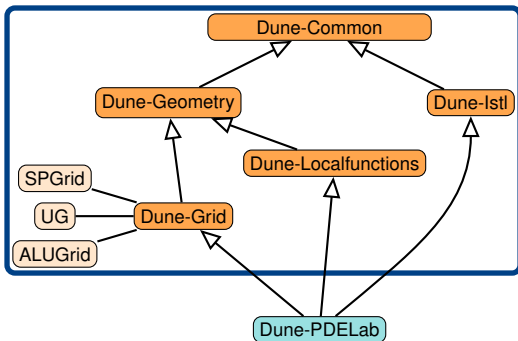 Dune-Common
Dune-Geometry
Dune-Istl
Dune-Localfunctions
SPGrid
UG
Dune-Grid
ALUGrid
Dune-PDELab